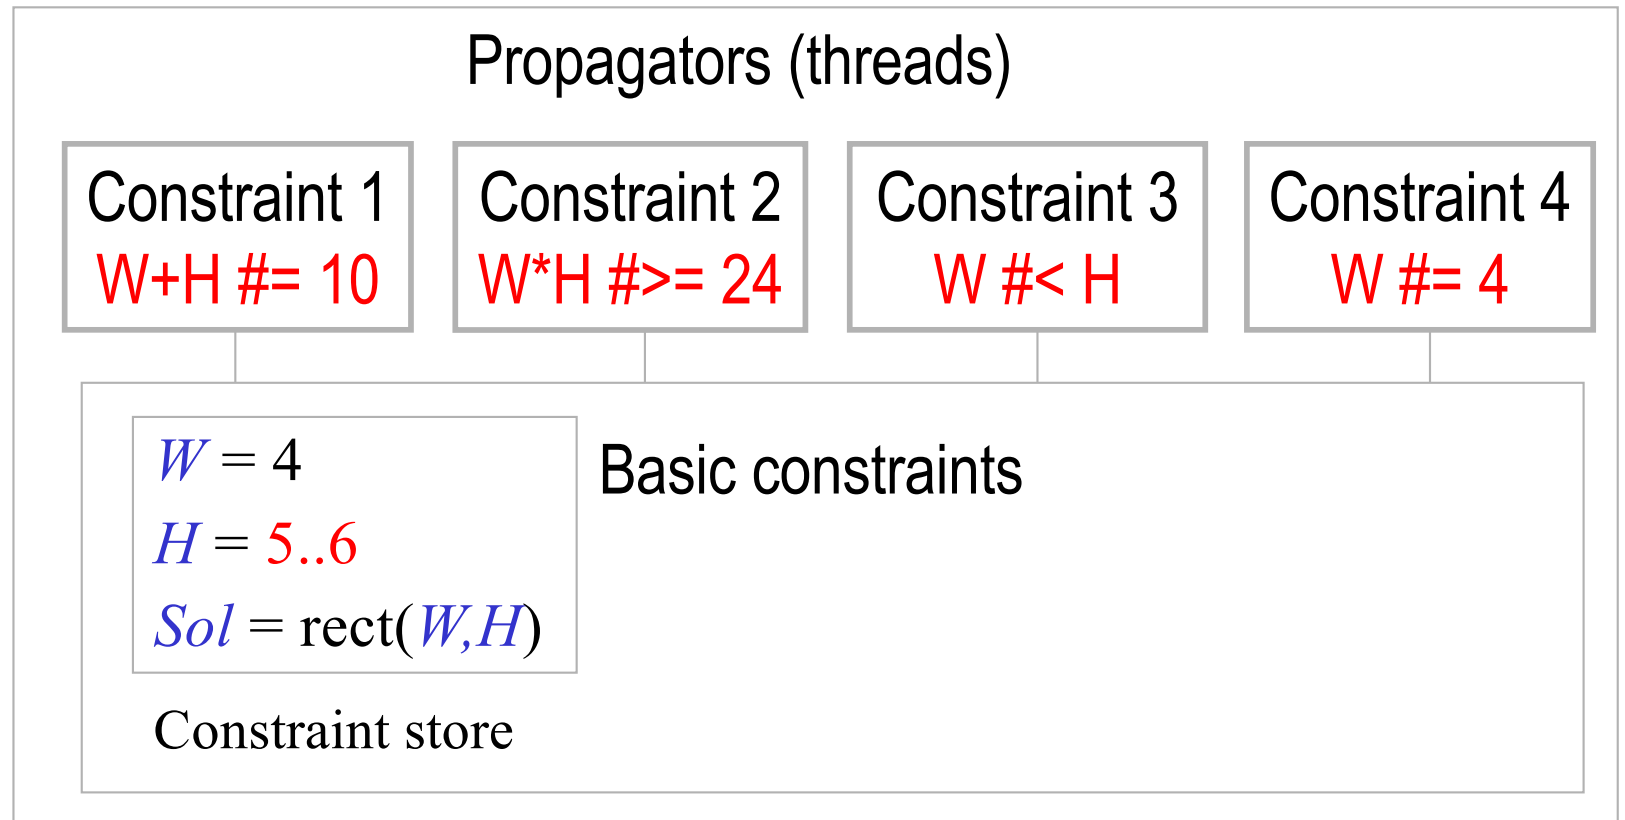 Propagators (threads)
Constraint 1
W+H #= 10
Constraint 2
W*H #>= 24
Constraint 3
W #< H
Constraint 4
W #= 4
W = 4
H = 5..6
Sol = rect(W,H)
Basic constraints
Constraint store